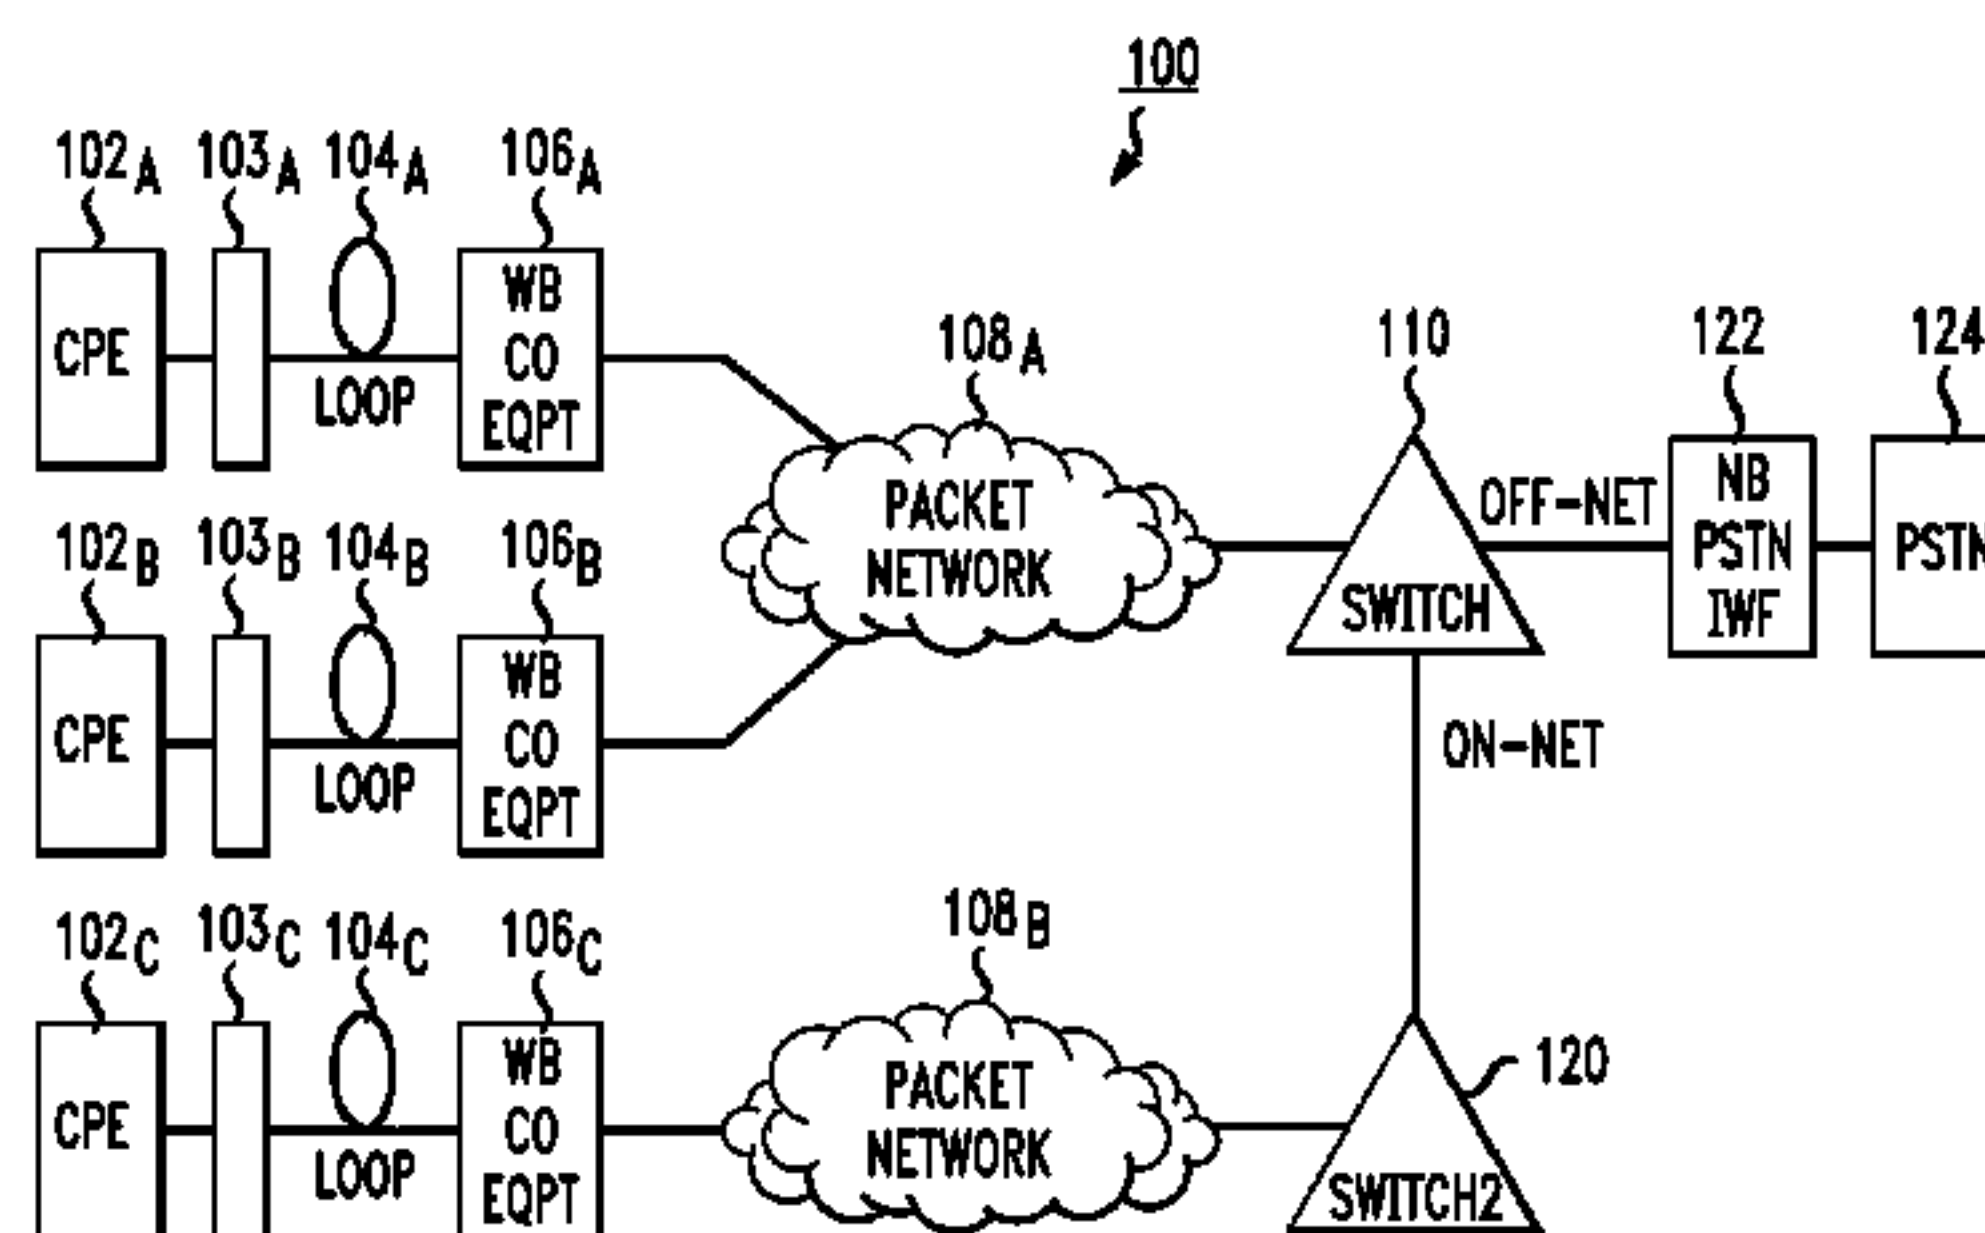 100
102A 103A 104A 106A
CPE
LOOP
WB
CO
EQPT
108A
PACKET
NETWORK
110
SWITCH
OFF-NET
122
NB
PSTN
IWF
124
PSTN
102B 103B 104B 106B
CPE
LOOP
WB
CO
EQPT
ON-NET
102C 103C 104C 106C
CPE
LOOP
WB
CO
EQPT
108B
PACKET
NETWORK
120
SWITCH2